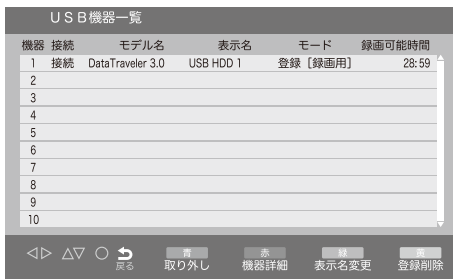 USB機器一覧
機器 接続 モデル名 表示名 モード 録画可能時間
1 接続 DataTraveler 3.0 USB HDD 1 登録［録画用］ 28:59
2
3
4
5
6
7
8
9
10
戻る 青 取り外し 赤 機器詳細 緑 表示名変更 黄 登録削除